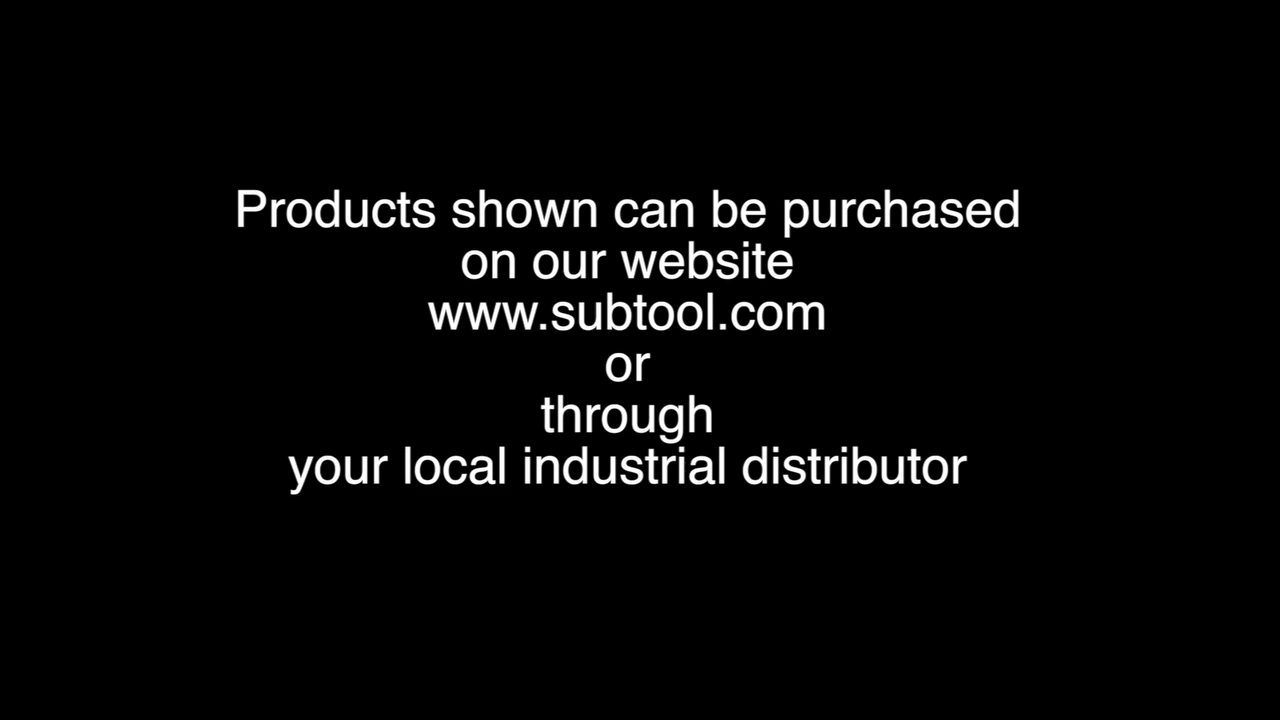 Products shown can be purchased
on our website
www.subtool.com
or
through
your local industrial distributor